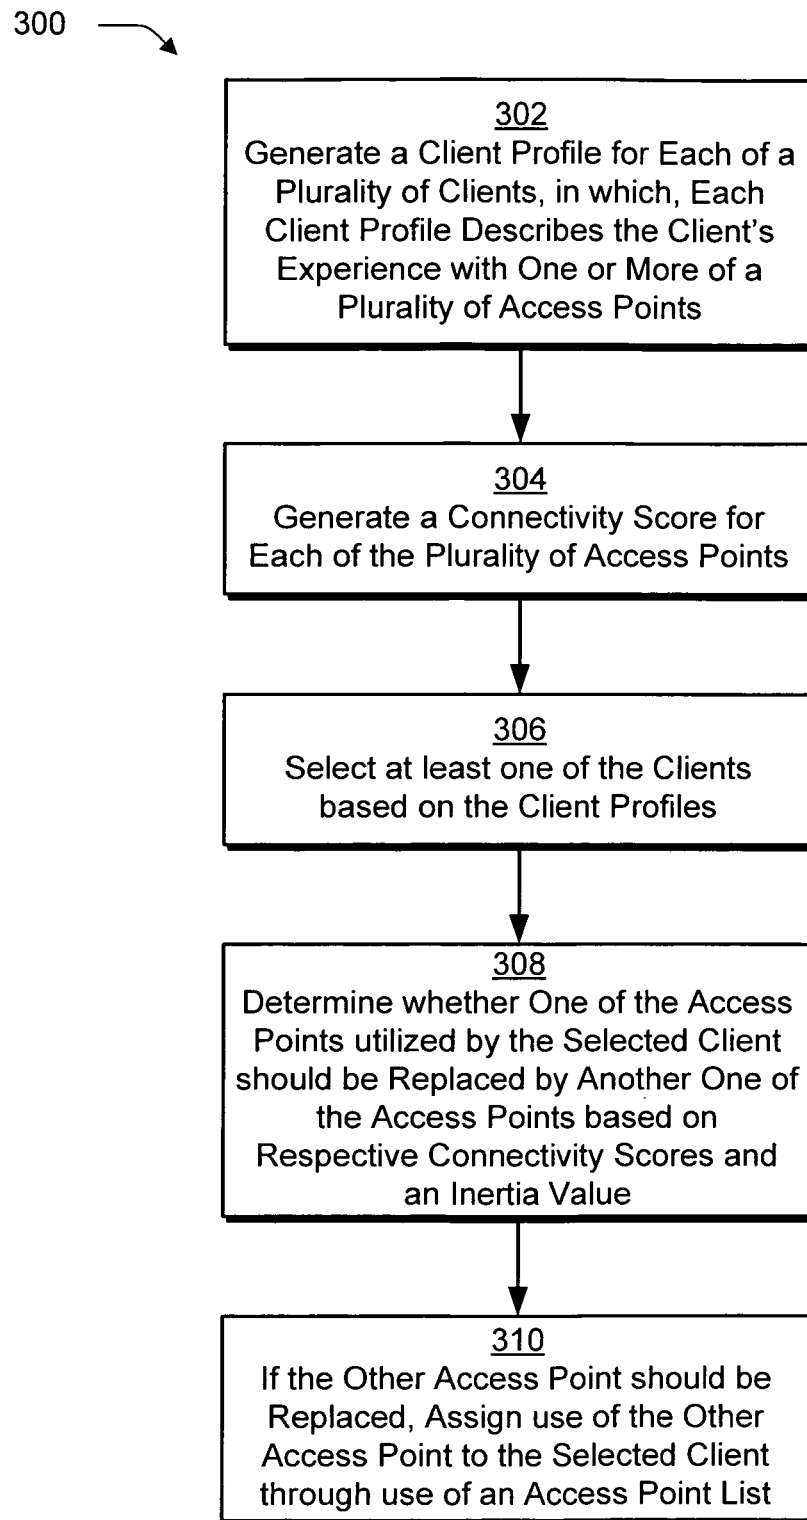 300
302
Generate a Client Profile for Each of a
Plurality of Clients, in which, Each
Client Profile Describes the Client's
Experience with One or More of a
Plurality of Access Points
304
Generate a Connectivity Score for
Each of the Plurality of Access Points
306
Select at least one of the Clients
based on the Client Profiles
308
Determine whether One of the Access
Points utilized by the Selected Client
should be Replaced by Another One of
the Access Points based on
Respective Connectivity Scores and
an Inertia Value
310
If the Other Access Point should be
Replaced, Assign use of the Other
Access Point to the Selected Client
through use of an Access Point List